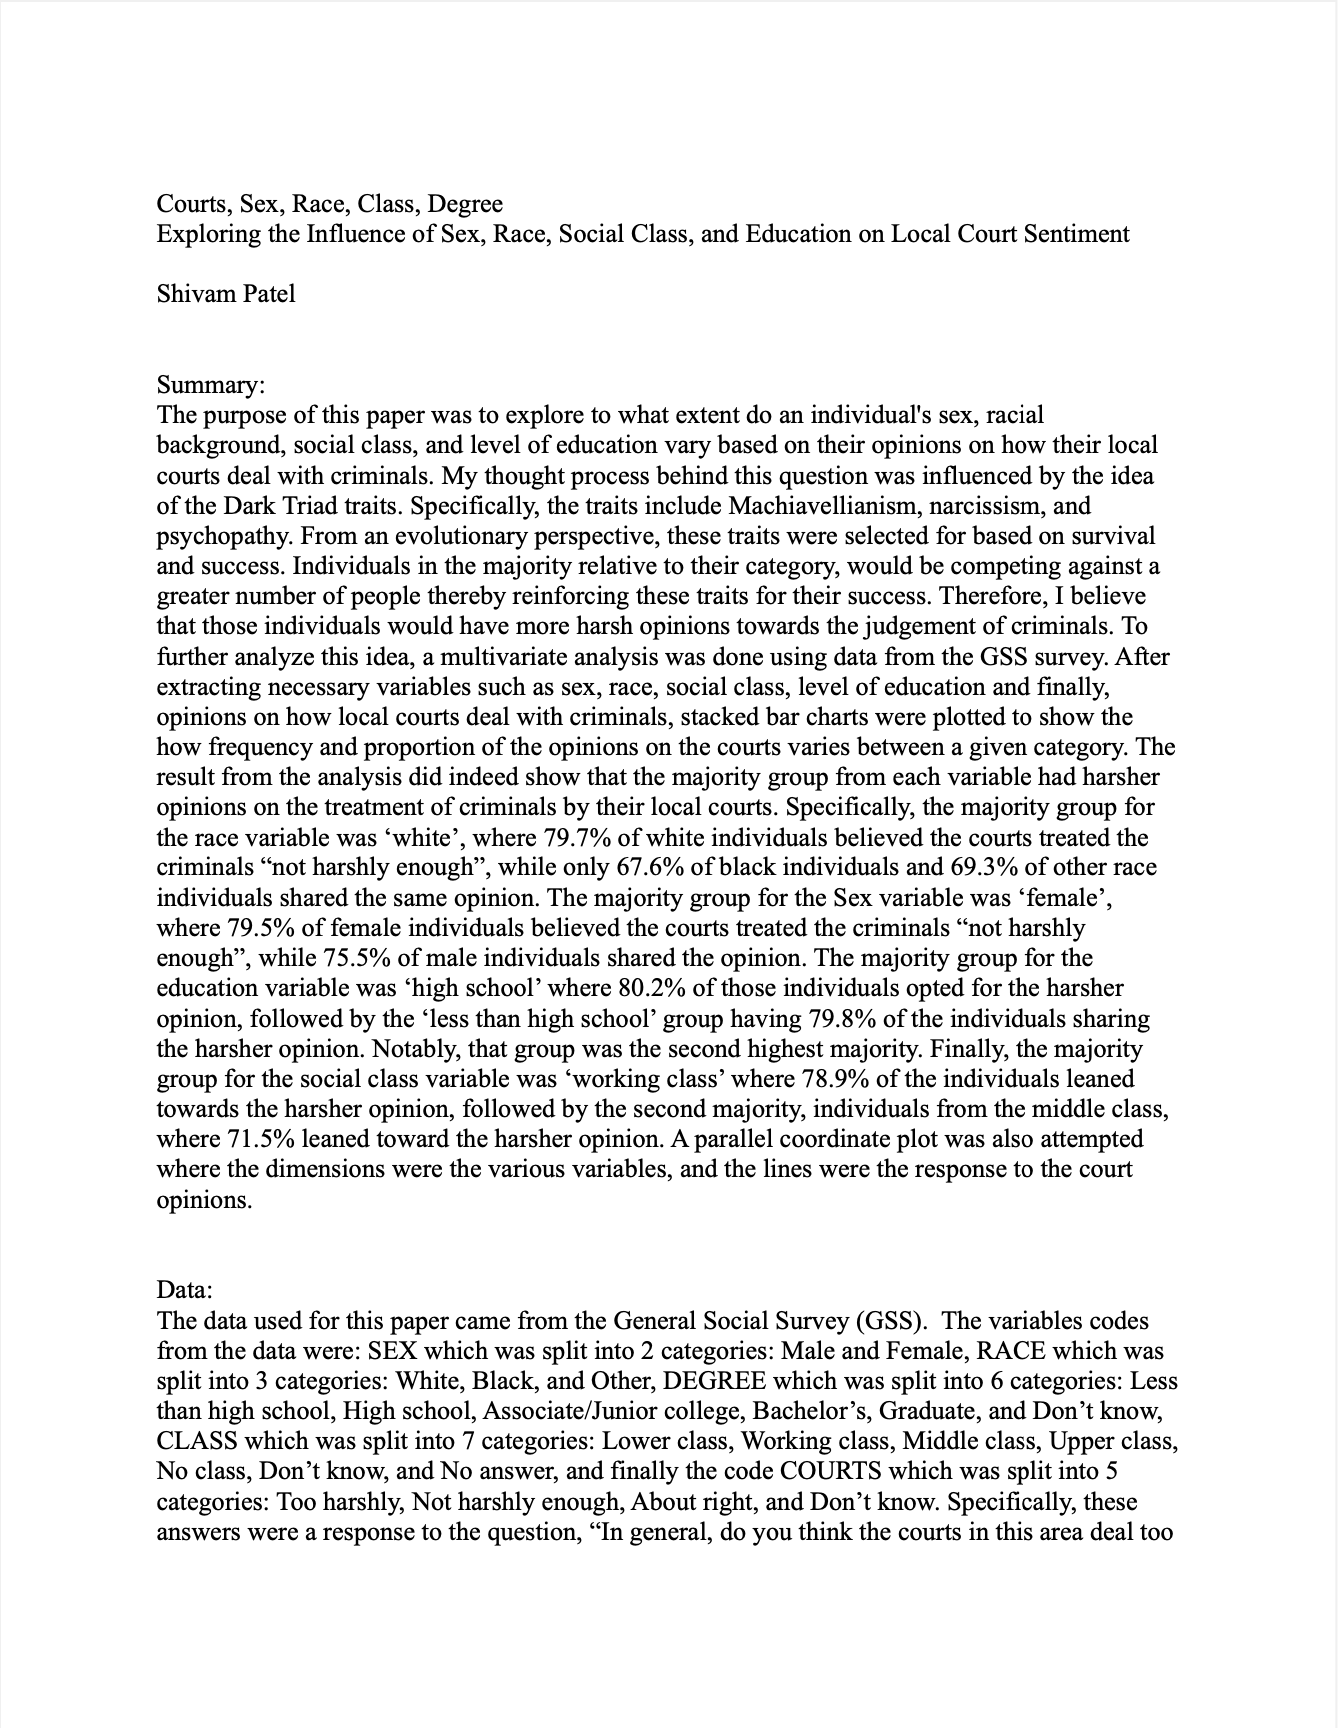 Courts, Sex, Race, Class, Degree
Exploring the Influence of Sex, Race, Social Class, and Education on Local Court Sentiment
Shivam Patel
Summary:
The purpose of this paper was to explore to what extent do an individual's sex, racial
background, social class, and level of education vary based on their opinions on how their local
courts deal with criminals. My thought process behind this question was influenced by the idea
of the Dark Triad traits. Specifically, the traits include Machiavellianism, narcissism, and
psychopathy. From an evolutionary perspective, these traits were selected for based on survival
and success. Individuals in the majority relative to their category, would be competing against a
greater number of people thereby reinforcing these traits for their success. Therefore, I believe
that those individuals would have more harsh opinions towards the judgement of criminals. To
further analyze this idea, a multivariate analysis was done using data from the GSS survey. After
extracting necessary variables such as sex, race, social class, level of education and finally,
opinions on how local courts deal with criminals, stacked bar charts were plotted to show the
how frequency and proportion of the opinions on the courts varies between a given category. The
result from the analysis did indeed show that the majority group from each variable had harsher
opinions on the treatment of criminals by their local courts. Specifically, the majority group for
the race variable was ‘white’, where 79.7% of white individuals believed the courts treated the
criminals “not harshly enough”, while only 67.6% of black individuals and 69.3% of other race
individuals shared the same opinion. The majority group for the Sex variable was ‘female’,
where 79.5% of female individuals believed the courts treated the criminals “not harshly
enough”, while 75.5% of male individuals shared the opinion. The majority group for the
education variable was ‘high school’ where 80.2% of those individuals opted for the harsher
opinion, followed by the ‘less than high school’ group having 79.8% of the individuals sharing
the harsher opinion. Notably, that group was the second highest majority. Finally, the majority
group for the social class variable was ‘working class’ where 78.9% of the individuals leaned
towards the harsher opinion, followed by the second majority, individuals from the middle class,
where 71.5% leaned toward the harsher opinion. A parallel coordinate plot was also attempted
where the dimensions were the various variables, and the lines were the response to the court
opinions.
Data:
The data used for this paper came from the General Social Survey (GSS).  The variables codes
from the data were: SEX which was split into 2 categories: Male and Female, RACE which was
split into 3 categories: White, Black, and Other, DEGREE which was split into 6 categories: Less
than high school, High school, Associate/Junior college, Bachelor’s, Graduate, and Don’t know,
CLASS which was split into 7 categories: Lower class, Working class, Middle class, Upper class,
No class, Don’t know, and No answer, and finally the code COURTS which was split into 5
categories: Too harshly, Not harshly enough, About right, and Don’t know. Specifically, these
answers were a response to the question, “In general, do you think the courts in this area deal too